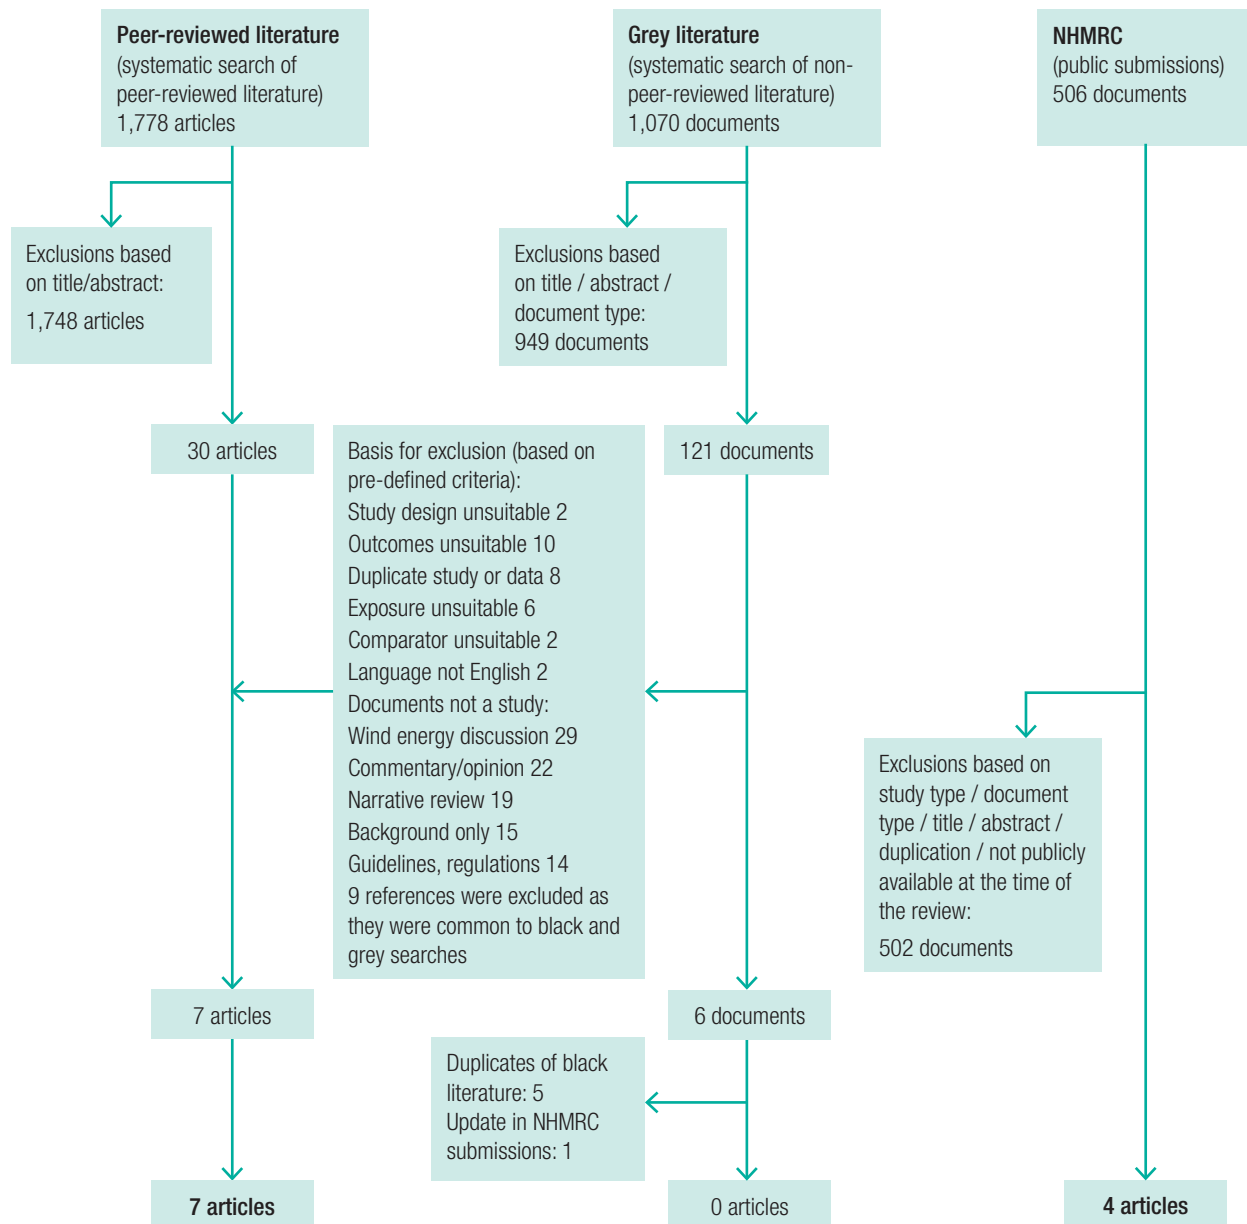 Peer-reviewed literature
(systematic search of
peer-reviewed literature)
1,778 articles
Grey literature
(systematic search of non-
peer-reviewed literature)
1,070 documents
NHMRC
(public submissions)
506 documents
Exclusions based
on title/abstract:
1,748 articles
Exclusions based
on title / abstract /
document type:
949 documents
30 articles
Basis for exclusion (based on
pre-defined criteria):
Study design unsuitable 2
Outcomes unsuitable 10
Duplicate study or data 8
Exposure unsuitable 6
Comparator unsuitable 2
Language not English 2
Documents not a study:
Wind energy discussion 29
Commentary/opinion 22
Narrative review 19
Background only 15
Guidelines, regulations 14
9 references were excluded as
they were common to black and
grey searches
121 documents
Exclusions based on
study type / document
type / title / abstract /
duplication / not publicly
available at the time of
the review:
502 documents
7 articles
6 documents
Duplicates of black
literature: 5
Update in NHMRC
submissions: 1
7 articles
0 articles
4 articles